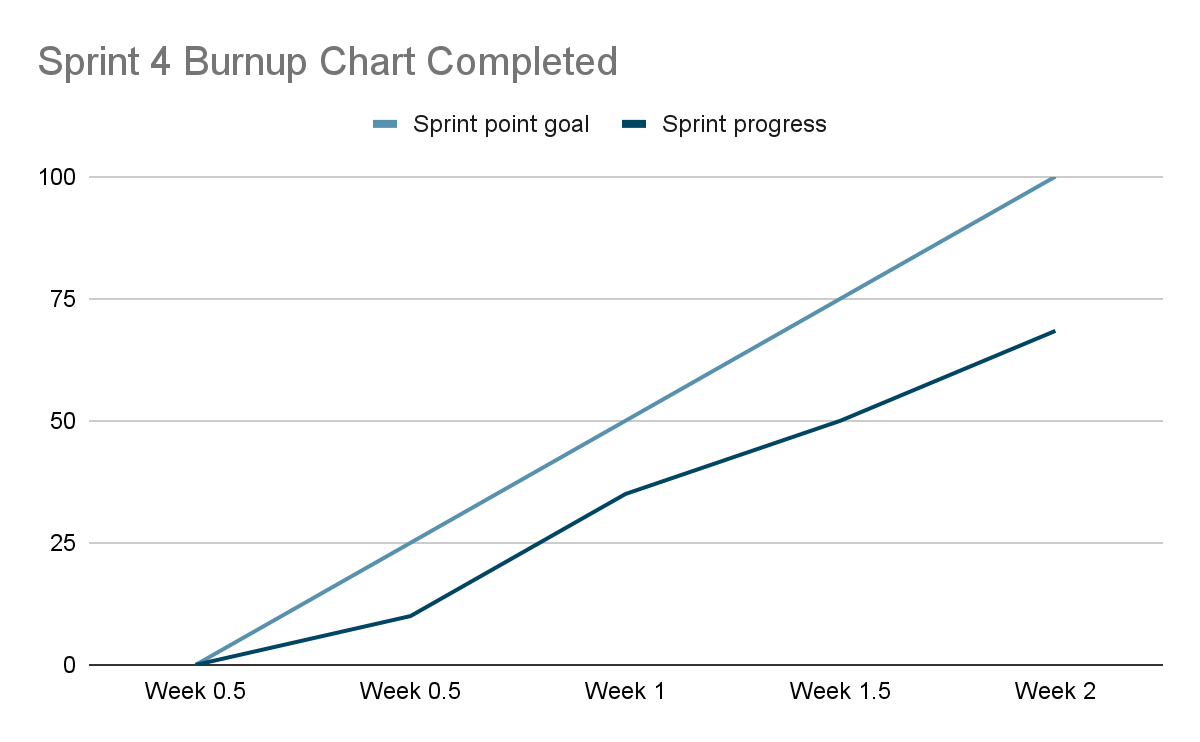 Sprint 4 Burnup Chart Completed
Sprint point goal Sprint progress
100
75
50
25
0
Week 0.5 Week 0.5 Week 1 Week 1.5 Week 2